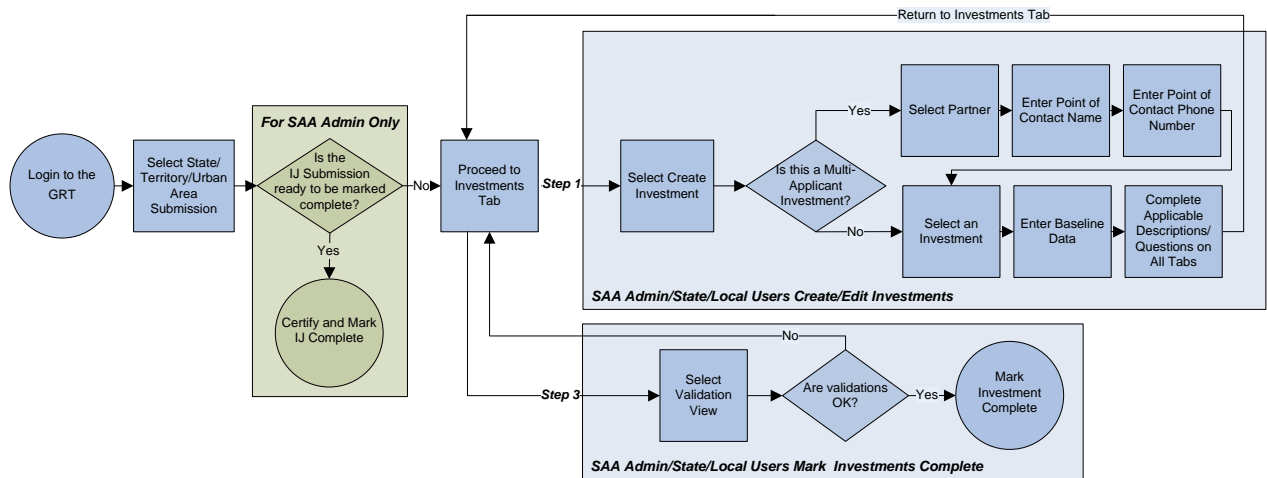 Return to Investments Tab
For SAA Admin Only
Login to the
GRT
Select State/
Territory/Urban
Area
Submission
Is the
IJ Submission
ready to be marked
complete?
No
Yes
Certify and Mark
IJ Complete
Proceed to
Investments
Tab
Step 1
Select Create
Investment
Is this a Multi-
Applicant
Investment?
Yes
Select Partner
Enter Point of
Contact Name
Enter Point of
Contact Phone
Number
No
Select an
Investment
Enter Baseline
Data
Complete
Applicable
Descriptions/
Questions on
All Tabs
SAA Admin/State/Local Users Create/Edit Investments
No
Step 3
Select
Validation
View
Are validations
OK?
Yes
Mark
Investment
Complete
SAA Admin/State/Local Users Mark Investments Complete